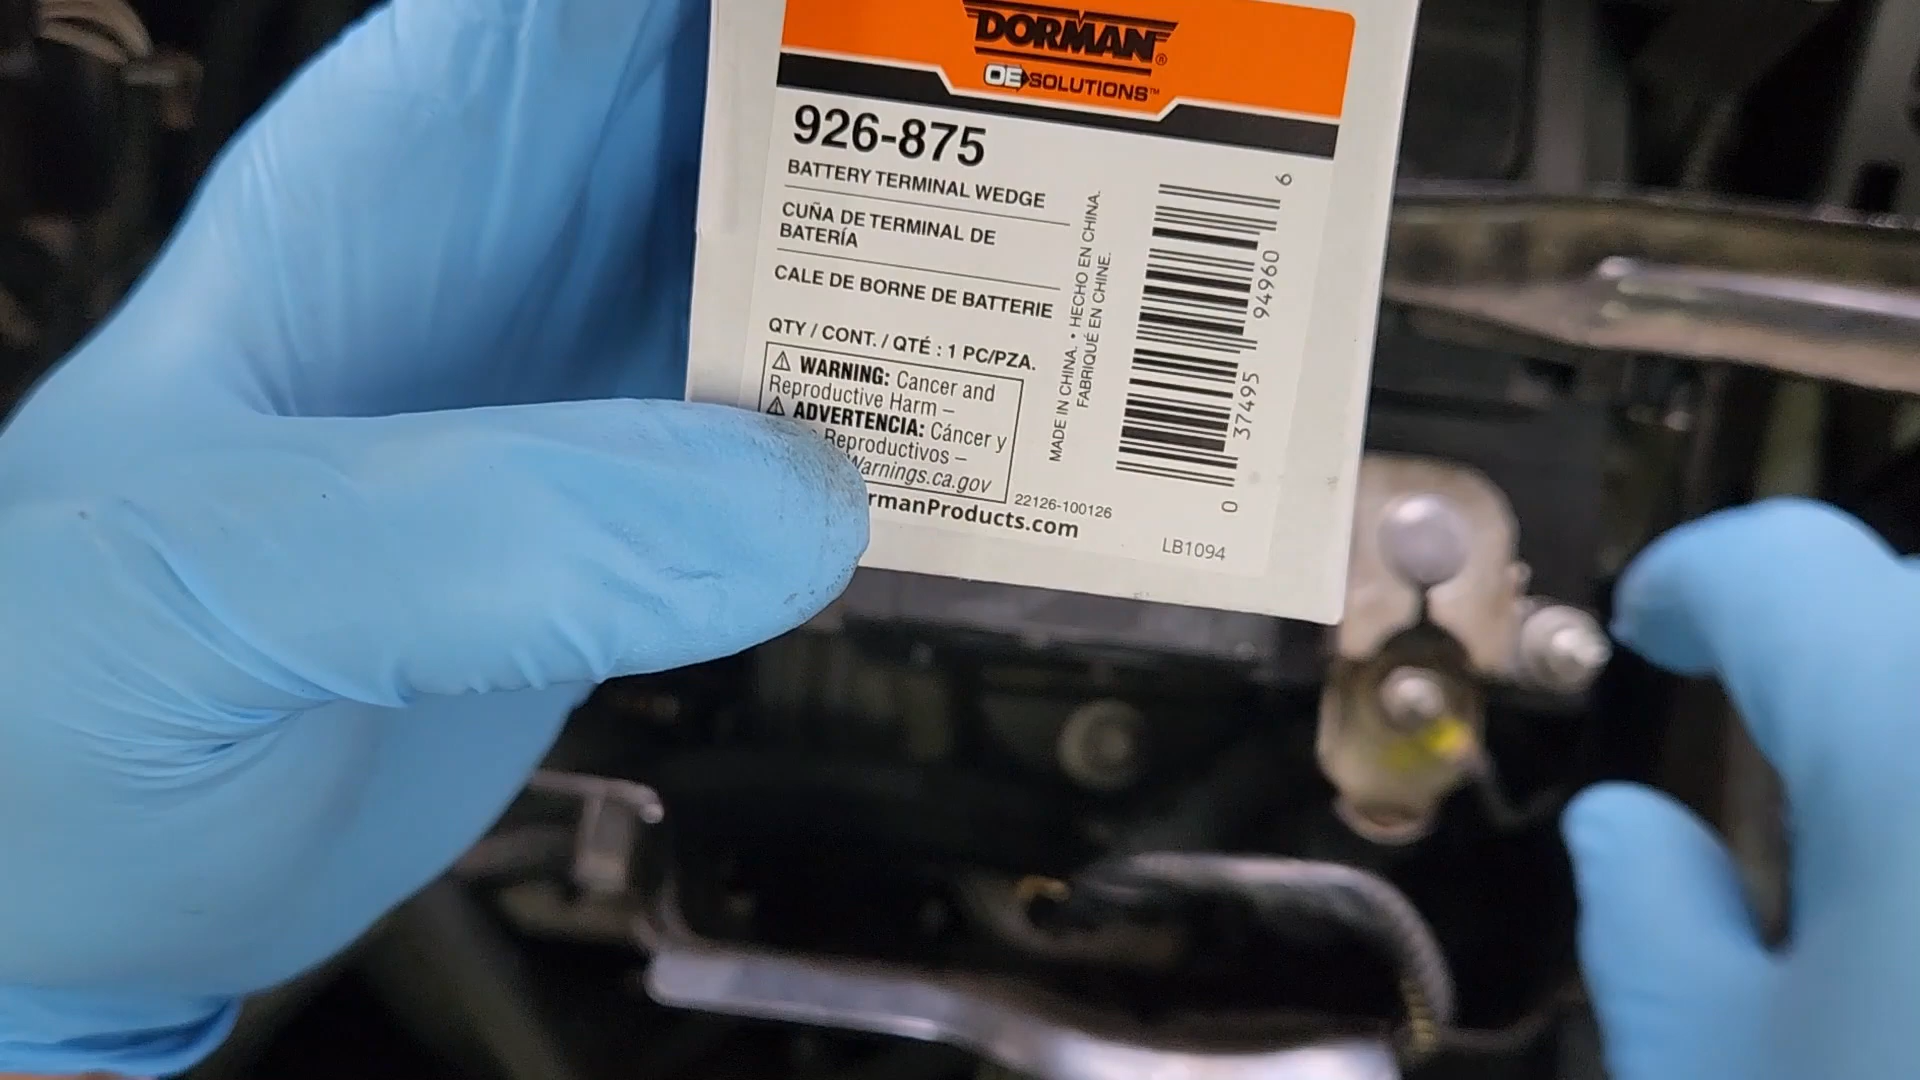 DORMAN®
OE SOLUTIONS™
926-875
BATTERY TERMINAL WEDGE
CUÑA DE TERMINAL DE
BATERÍA
CALE DE BORNE DE BATTERIE
QTY / CONT. / QTÉ : 1 PC/PZA.
⚠ WARNING: Cancer and
Reproductive Harm –
⚠ ADVERTENCIA: Cáncer y
Reproductivos –
Warnings.ca.gov
rmanProducts.com
22126-100126
LB1094
MADE IN CHINA. • HECHO EN CHINA.
FABRIQUÉ EN CHINE.
0 37495 94960 6